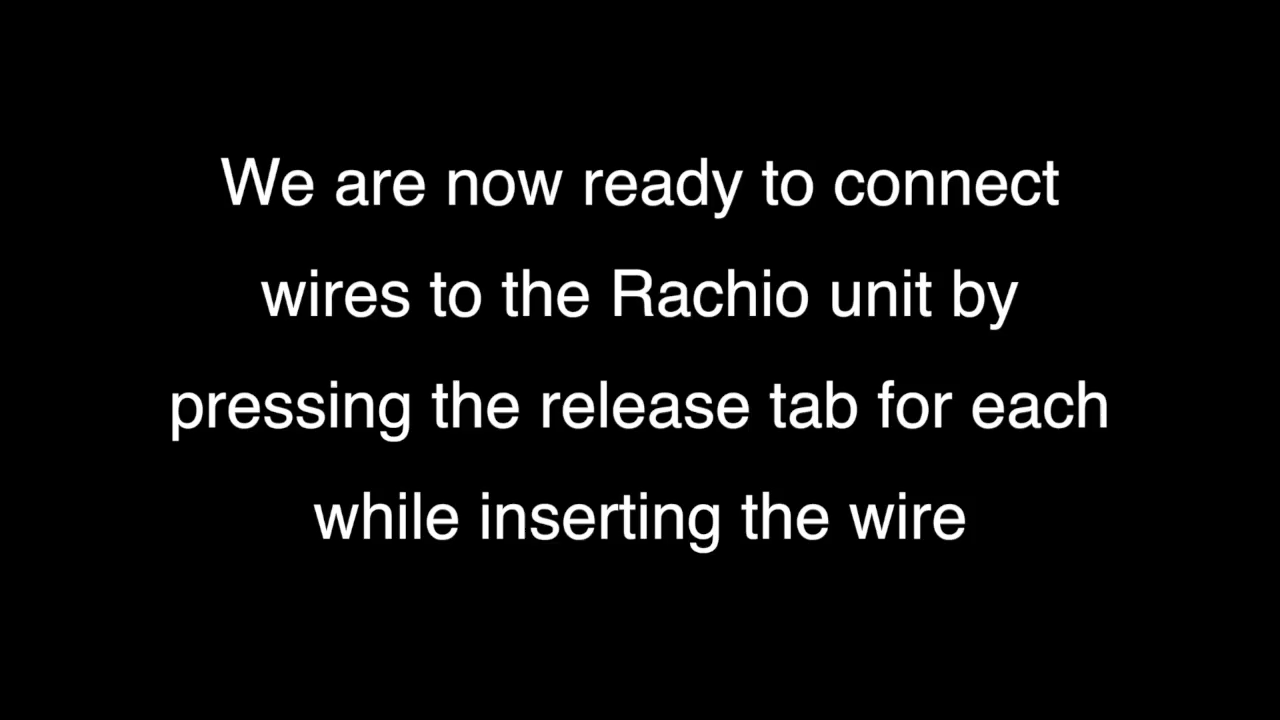 We are now ready to connect
wires to the Rachio unit by
pressing the release tab for each
while inserting the wire